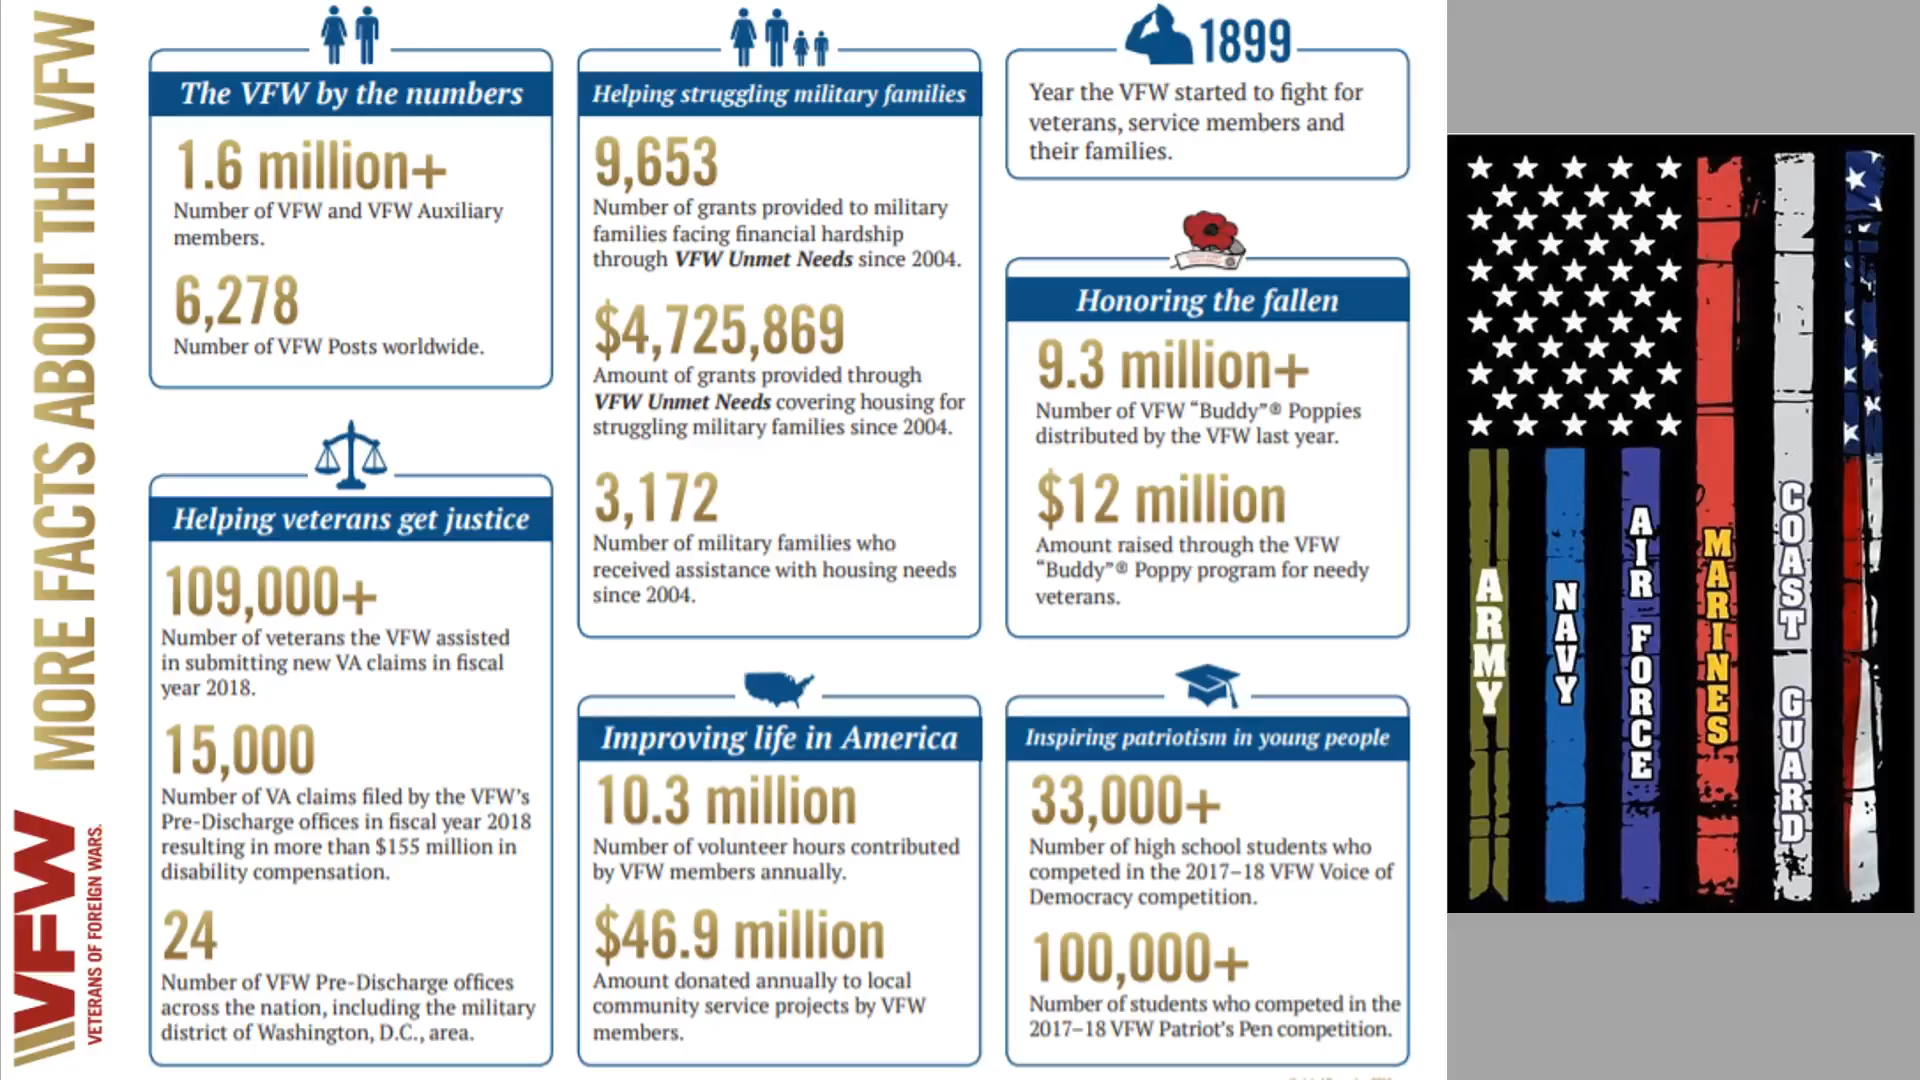 MORE FACTS ABOUT THE VFW
VFW
VETERANS OF FOREIGN WARS.
The VFW by the numbers
1.6 million+
Number of VFW and VFW Auxiliary
members.
6,278
Number of VFW Posts worldwide.
Helping veterans get justice
109,000+
Number of veterans the VFW assisted
in submitting new VA claims in fiscal
year 2018.
15,000
Number of VA claims filed by the VFW's
Pre-Discharge offices in fiscal year 2018
resulting in more than $155 million in
disability compensation.
24
Number of VFW Pre-Discharge offices
across the nation, including the military
district of Washington, D.C., area.
Helping struggling military families
9,653
Number of grants provided to military
families facing financial hardship
through VFW Unmet Needs since 2004.
$4,725,869
Amount of grants provided through
VFW Unmet Needs covering housing for
struggling military families since 2004.
3,172
Number of military families who
received assistance with housing needs
since 2004.
Improving life in America
10.3 million
Number of volunteer hours contributed
by VFW members annually.
$46.9 million
Amount donated annually to local
community service projects by VFW
members.
1899
Year the VFW started to fight for
veterans, service members and
their families.
Honoring the fallen
9.3 million+
Number of VFW “Buddy”® Poppies
distributed by the VFW last year.
$12 million
Amount raised through the VFW
“Buddy”® Poppy program for needy
veterans.
Inspiring patriotism in young people
33,000+
Number of high school students who
competed in the 2017–18 VFW Voice of
Democracy competition.
100,000+
Number of students who competed in the
2017–18 VFW Patriot's Pen competition.
ARMY
NAVY
AIR FORCE
MARINES
COAST GUARD